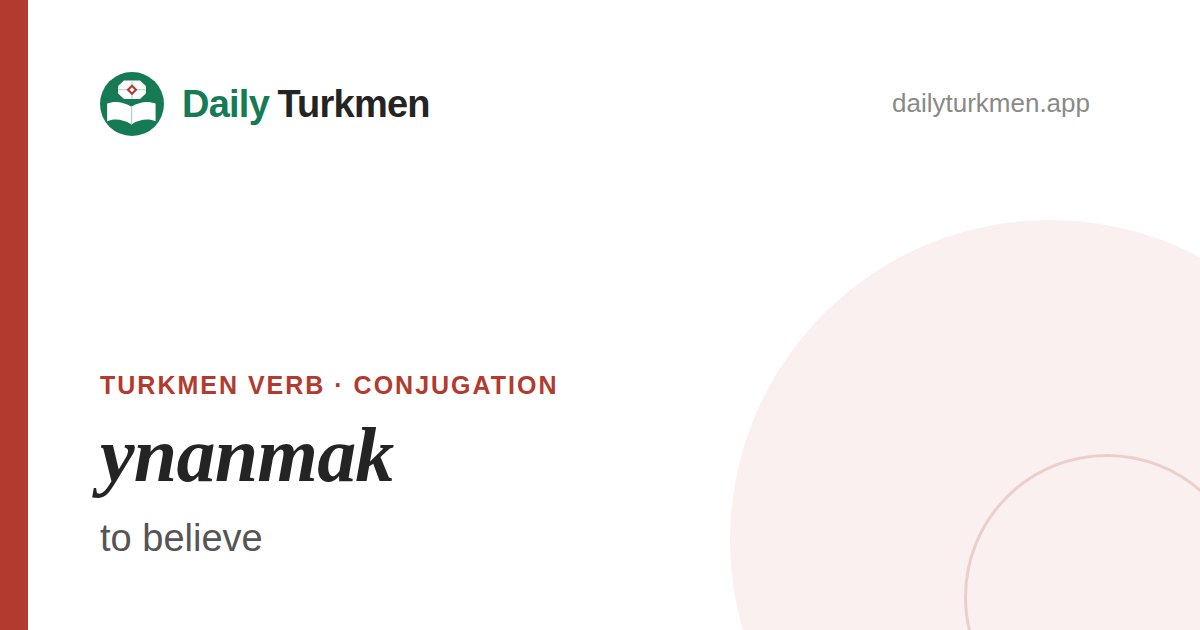 Daily Turkmen
dailyturkmen.app
TURKMEN VERB · CONJUGATION
ynanmak
to believe